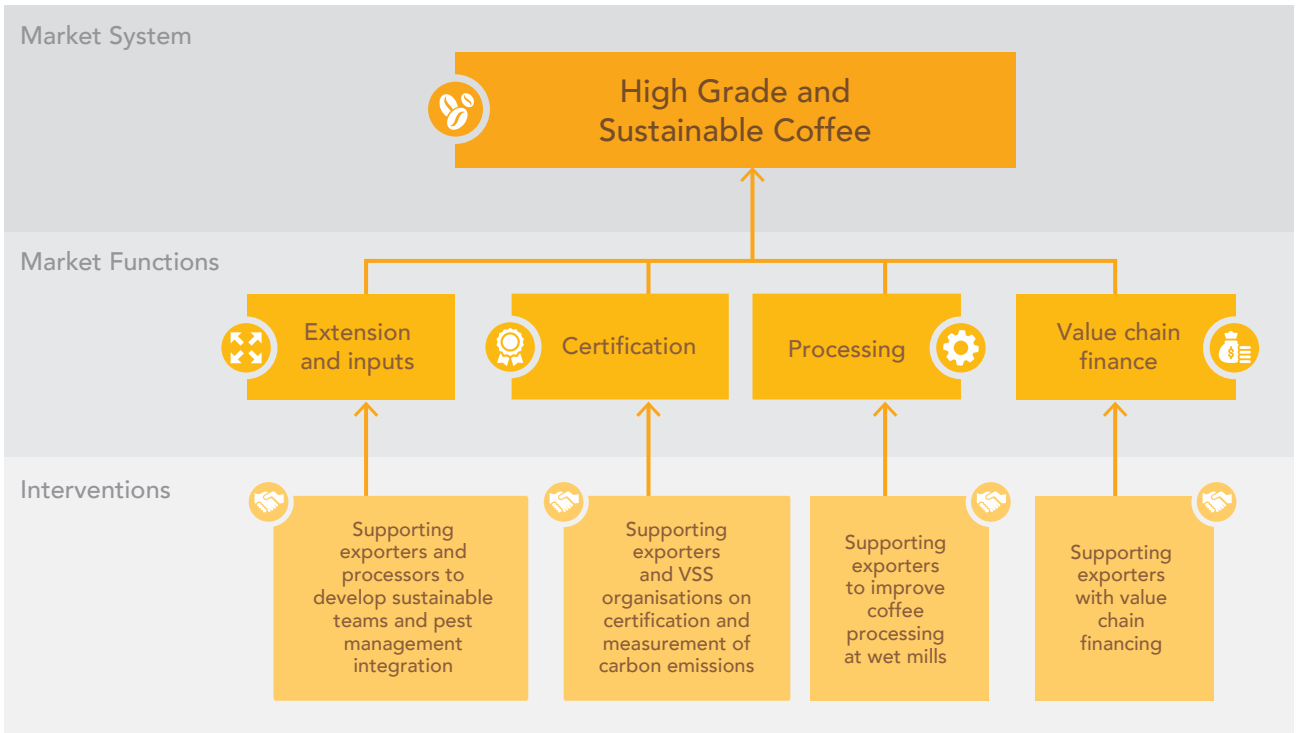 Market System
High Grade and
Sustainable Coffee
Market Functions
Extension
and inputs
Certification
Processing
Value chain
finance
Interventions
Supporting
exporters and
processors to
develop sustainable
teams and pest
management
integration
Supporting
exporters
and VSS
organisations on
certification and
measurement of
carbon emissions
Supporting
exporters
to improve
coffee
processing
at wet mills
Supporting
exporters
with value
chain
financing